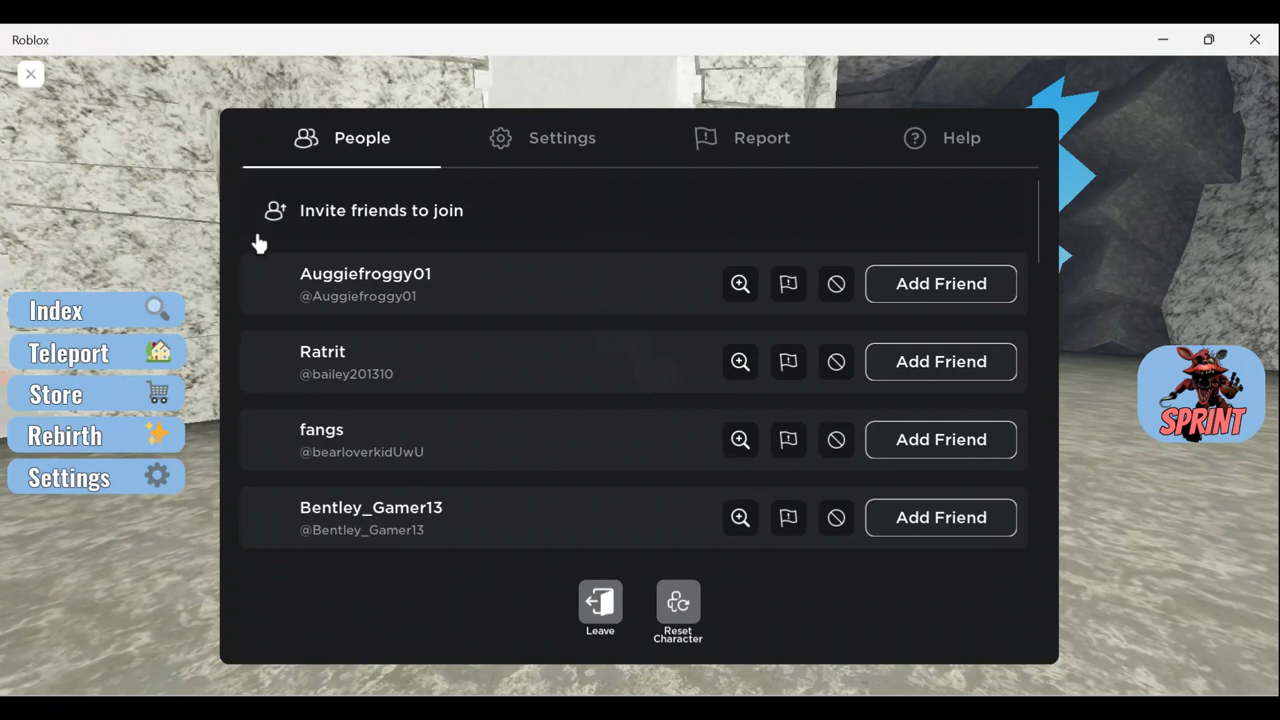 Roblox
People
Settings
Report
Help
Invite friends to join
Auggiefroggy01
@Auggiefroggy01
Add Friend
Ratrit
@bailey201310
Add Friend
fangs
@bearloverkidUwU
Add Friend
Bentley_Gamer13
@Bentley_Gamer13
Add Friend
Leave
Reset
Character
Index
Teleport
Store
Rebirth
Settings
SPRINT